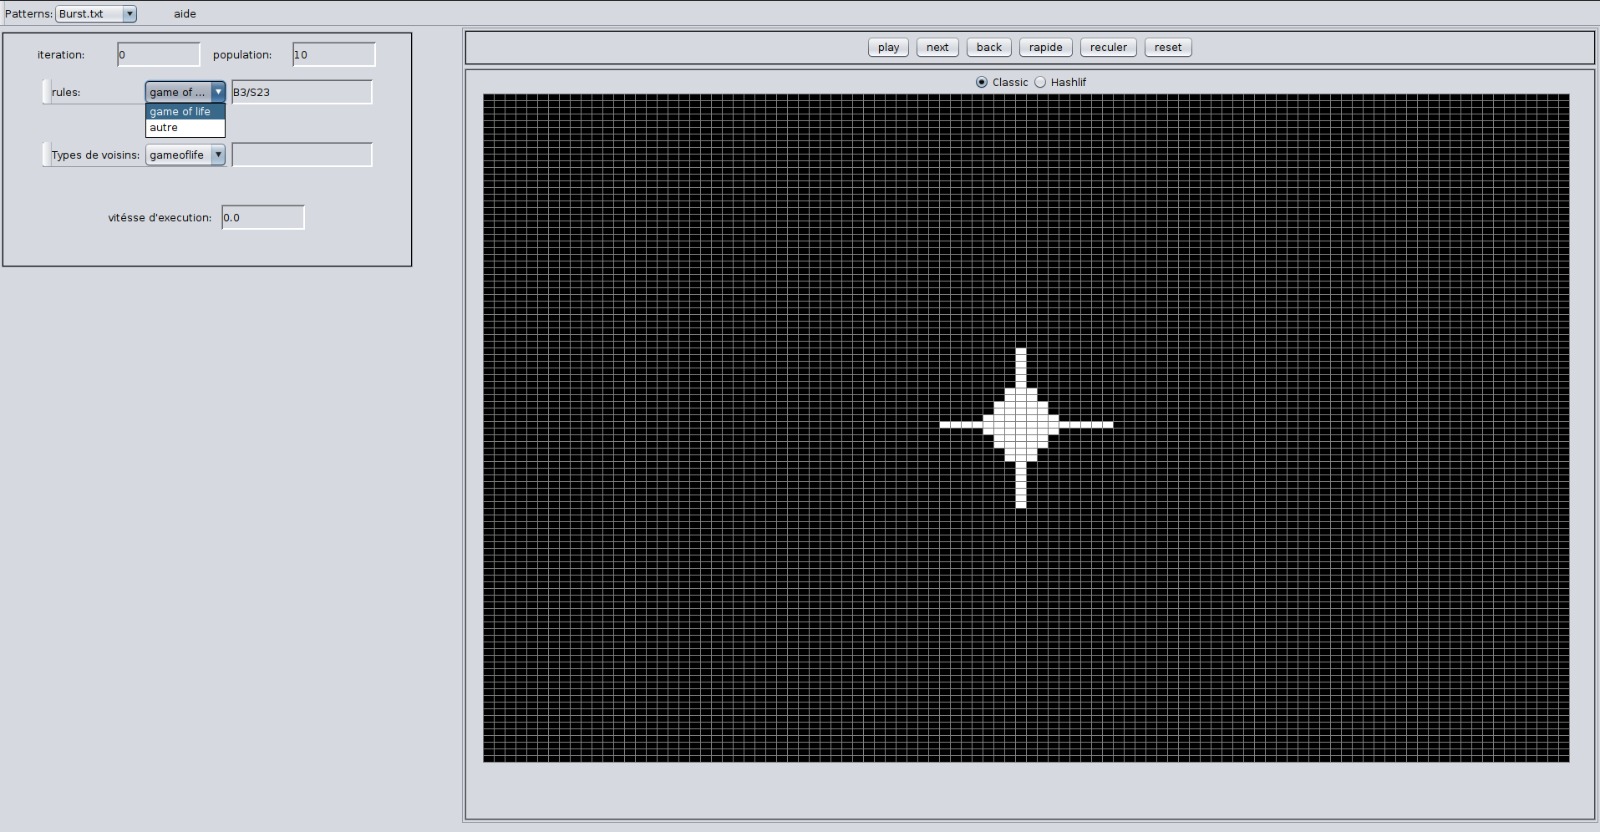 Patterns: Burst.txt aide
iteration: 0 population: 10
rules: game of ... B3/S23
game of life
autre
Types de voisins: gameoflife
vitésse d'execution: 0.0
play next back rapide reculer reset
Classic Hashlif